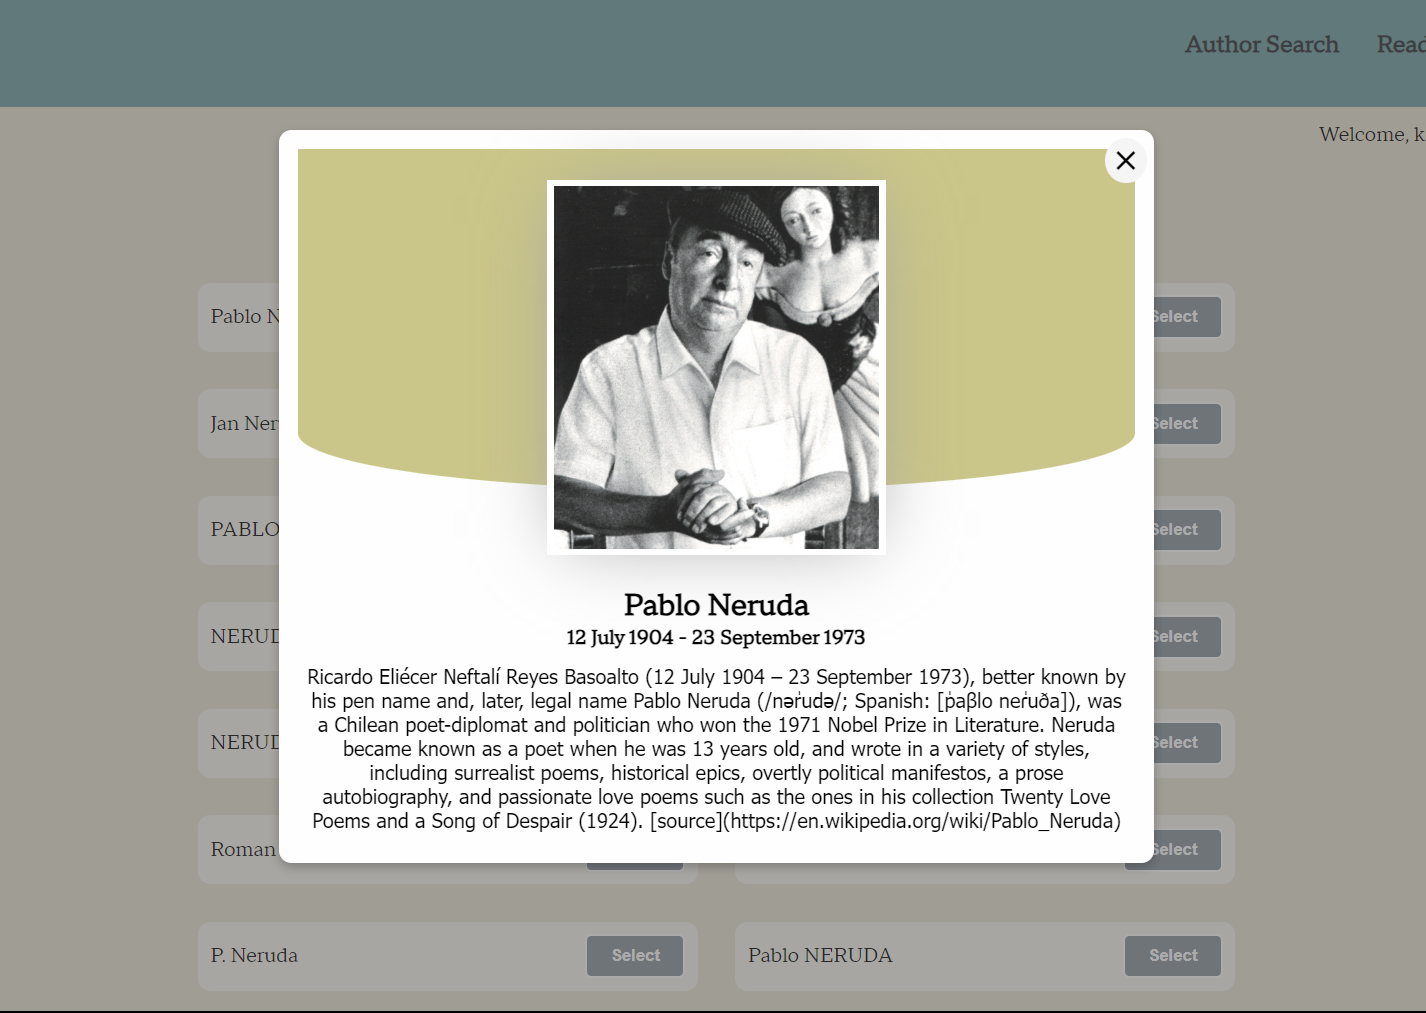 Author Search
Welcome,
Pablo
Select
Jan
Select
PABLO
Select
Select
Select
Roman
Select
Pablo Neruda
12 July 1904 - 23 September 1973
Ricardo Eliécer Neftalí Reyes Basoalto (12 July 1904 – 23 September 1973), better known by
his pen name and, later, legal name Pablo Neruda (/nəˈruːdə/; Spanish: [ˈpaβlo neˈɾuða]), was
a Chilean poet-diplomat and politician who won the 1971 Nobel Prize in Literature. Neruda
became known as a poet when he was 13 years old, and wrote in a variety of styles,
including surrealist poems, historical epics, overtly political manifestos, a prose
autobiography, and passionate love poems such as the ones in his collection Twenty Love
Poems and a Song of Despair (1924). [source](https://en.wikipedia.org/wiki/Pablo_Neruda)
P. Neruda
Select
Pablo NERUDA
Select